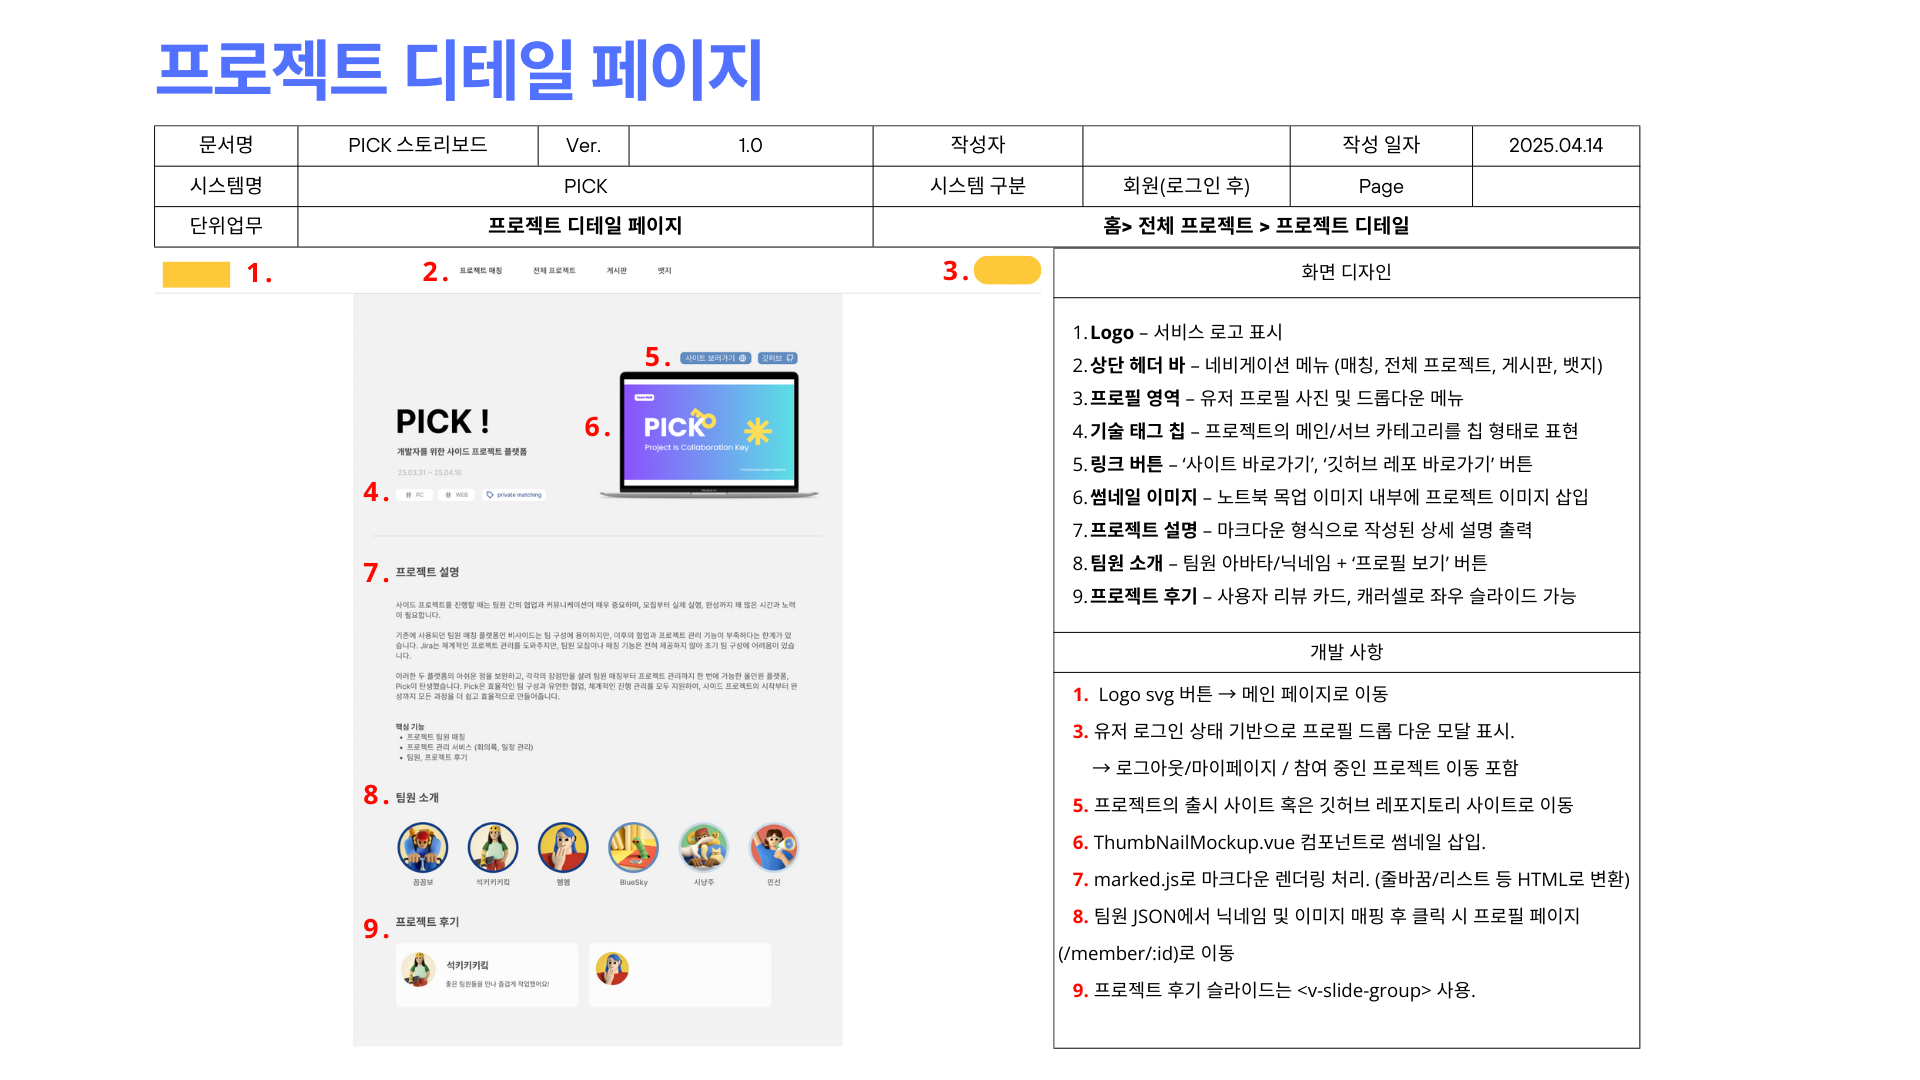 프로젝트 디테일 페이지
문서명 PICK 스토리보드 Ver. 1.0 작성자 작성 일자 2025.04.14
시스템명 PICK 시스템 구분 회원(로그인 후) Page
단위업무 프로젝트 디테일 페이지 홈> 전체 프로젝트 > 프로젝트 디테일
1. 2. 프로젝트 매칭 전체 프로젝트 게시판 뱃지 3.
5. 사이트 보러가기 깃허브
PICK !
개발자를 위한 사이드 프로젝트 플랫폼
25.03.31 ~ 25.04.16
4. # PC # WEB private matching
6. PICK
Project Is Collaboration Key
7. 프로젝트 설명
사이드 프로젝트를 진행할 때는 팀원 간의 협업과 커뮤니케이션이 매우 중요하며, 모집부터 실제 실행, 완성까지 꽤 많은 시간과 노력
이 필요합니다.
기존에 사용되던 팀원 매칭 플랫폼인 비사이드는 팀 구성에 용이하지만, 이후의 협업과 프로젝트 관리 기능이 부족하다는 한계가 있
습니다. Jira는 체계적인 프로젝트 관리를 도와주지만, 팀원 모집이나 매칭 기능은 전혀 제공하지 않아 초기 팀 구성에 어려움이 있습
니다.
이러한 두 플랫폼의 아쉬운 점을 보완하고, 각각의 장점만을 살려 팀원 매칭부터 프로젝트 관리까지 한 번에 가능한 올인원 플랫폼,
Pick이 탄생했습니다. Pick은 효율적인 팀 구성과 유연한 협업, 체계적인 진행 관리를 모두 지원하며, 사이드 프로젝트의 시작부터 완
성까지 모든 과정을 더 쉽고 효율적으로 만들어줍니다.
핵심 기능
• 프로젝트 팀원 매칭
• 프로젝트 관리 서비스 (회의록, 일정 관리)
• 팀원, 프로젝트 후기
8. 팀원 소개
꼼꼼보 석키키키킼 헴헴 BlueSky 시냥주 민선
9. 프로젝트 후기
석키키키킼
좋은 팀원들을 만나 즐겁게 작업했어요!
화면 디자인
1. Logo – 서비스 로고 표시
2. 상단 헤더 바 – 네비게이션 메뉴 (매칭, 전체 프로젝트, 게시판, 뱃지)
3. 프로필 영역 – 유저 프로필 사진 및 드롭다운 메뉴
4. 기술 태그 칩 – 프로젝트의 메인/서브 카테고리를 칩 형태로 표현
5. 링크 버튼 – ‘사이트 바로가기’, ‘깃허브 레포 바로가기’ 버튼
6. 썸네일 이미지 – 노트북 목업 이미지 내부에 프로젝트 이미지 삽입
7. 프로젝트 설명 – 마크다운 형식으로 작성된 상세 설명 출력
8. 팀원 소개 – 팀원 아바타/닉네임 + ‘프로필 보기’ 버튼
9. 프로젝트 후기 – 사용자 리뷰 카드, 캐러셀로 좌우 슬라이드 가능
개발 사항
1. Logo svg 버튼 → 메인 페이지로 이동
3. 유저 로그인 상태 기반으로 프로필 드롭 다운 모달 표시.
→ 로그아웃/마이페이지 / 참여 중인 프로젝트 이동 포함
5. 프로젝트의 출시 사이트 혹은 깃허브 레포지토리 사이트로 이동
6. ThumbNailMockup.vue 컴포넌트로 썸네일 삽입.
7. marked.js로 마크다운 렌더링 처리. (줄바꿈/리스트 등 HTML로 변환)
8. 팀원 JSON에서 닉네임 및 이미지 매핑 후 클릭 시 프로필 페이지
(/member/:id)로 이동
9. 프로젝트 후기 슬라이드는 <v-slide-group> 사용.